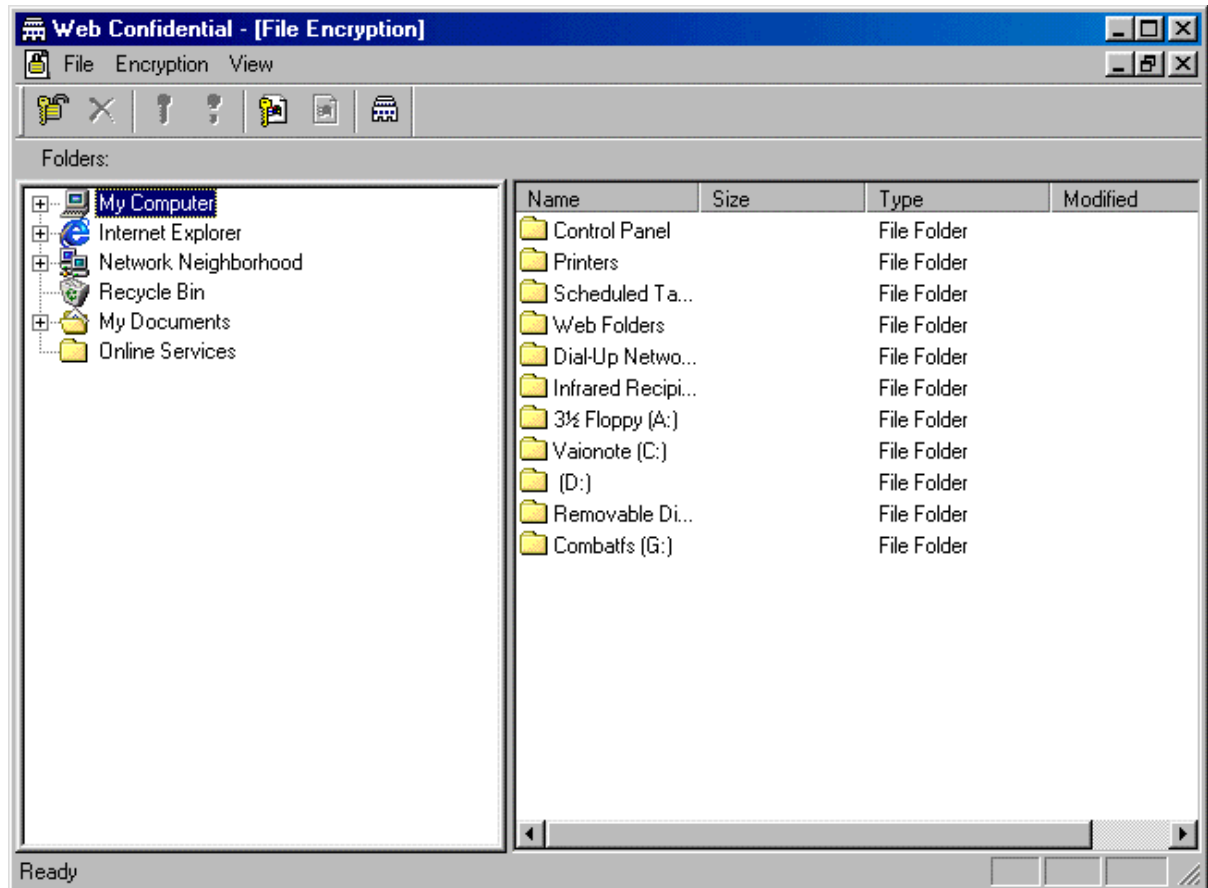 Web Confidential - [File Encryption]
File Encryption View
Folders:
My Computer
Internet Explorer
Network Neighborhood
Recycle Bin
My Documents
Online Services
Name Size Type Modified
Control Panel File Folder
Printers File Folder
Scheduled Ta... File Folder
Web Folders File Folder
Dial-Up Netwo... File Folder
Infrared Recipi... File Folder
3½ Floppy (A:) File Folder
Vaionote (C:) File Folder
(D:) File Folder
Removable Di... File Folder
Combatfs (G:) File Folder
Ready